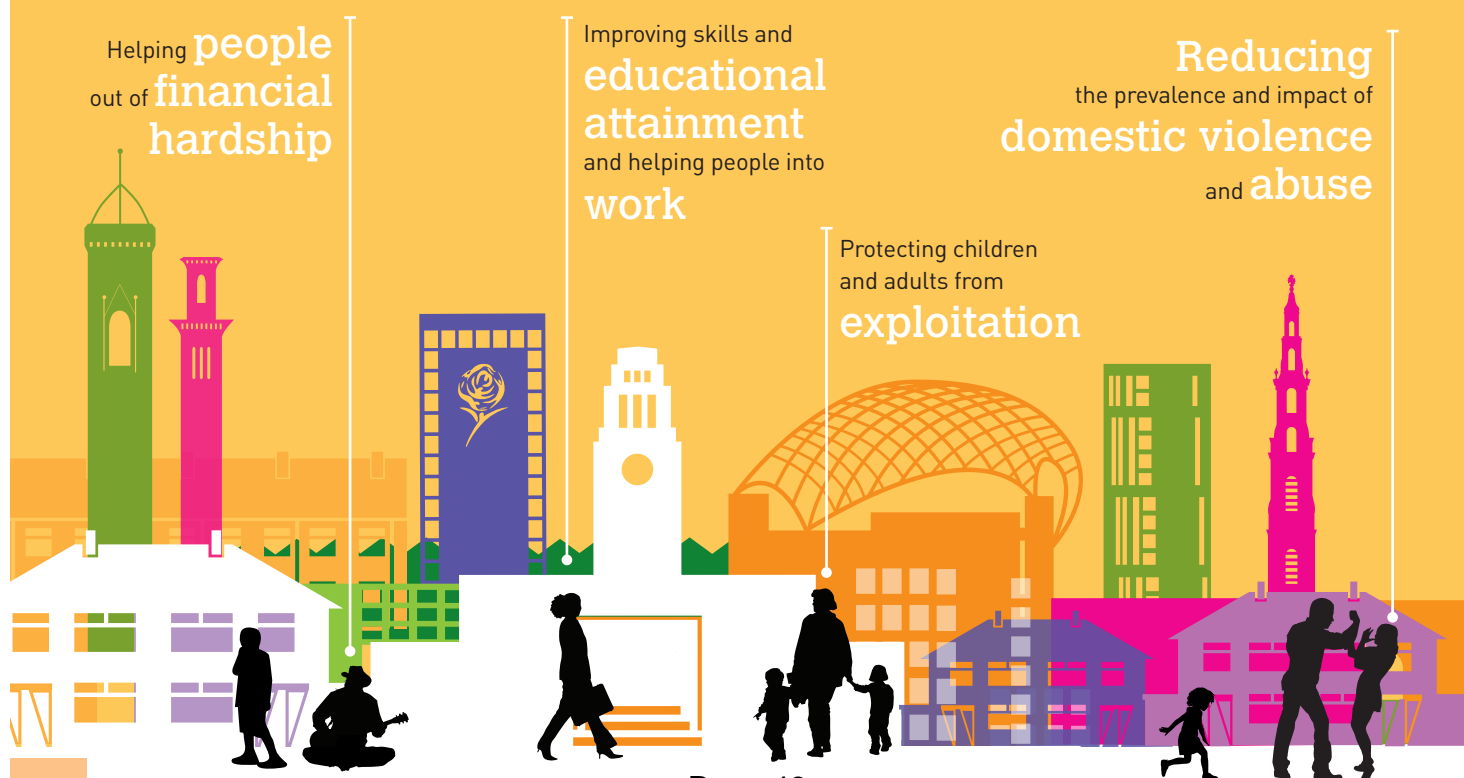 Helping people
out of financial
hardship
Improving skills and
educational
attainment
and helping people into
work
Protecting children
and adults from
exploitation
Reducing
the prevalence and impact of
domestic violence
and abuse